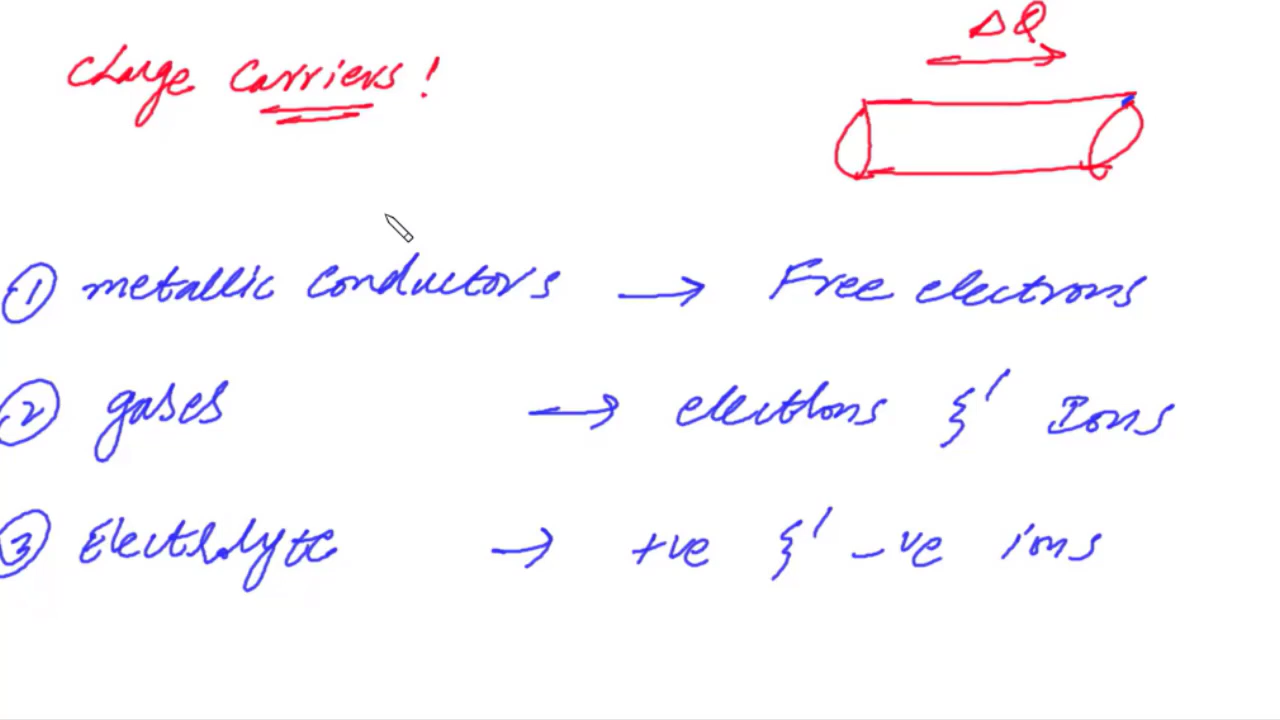 ΔQ
Charge Carriers!
① metallic conductors → Free electrons
② gases → electrons & Ions
③ Electrolyte → +ve & -ve ions